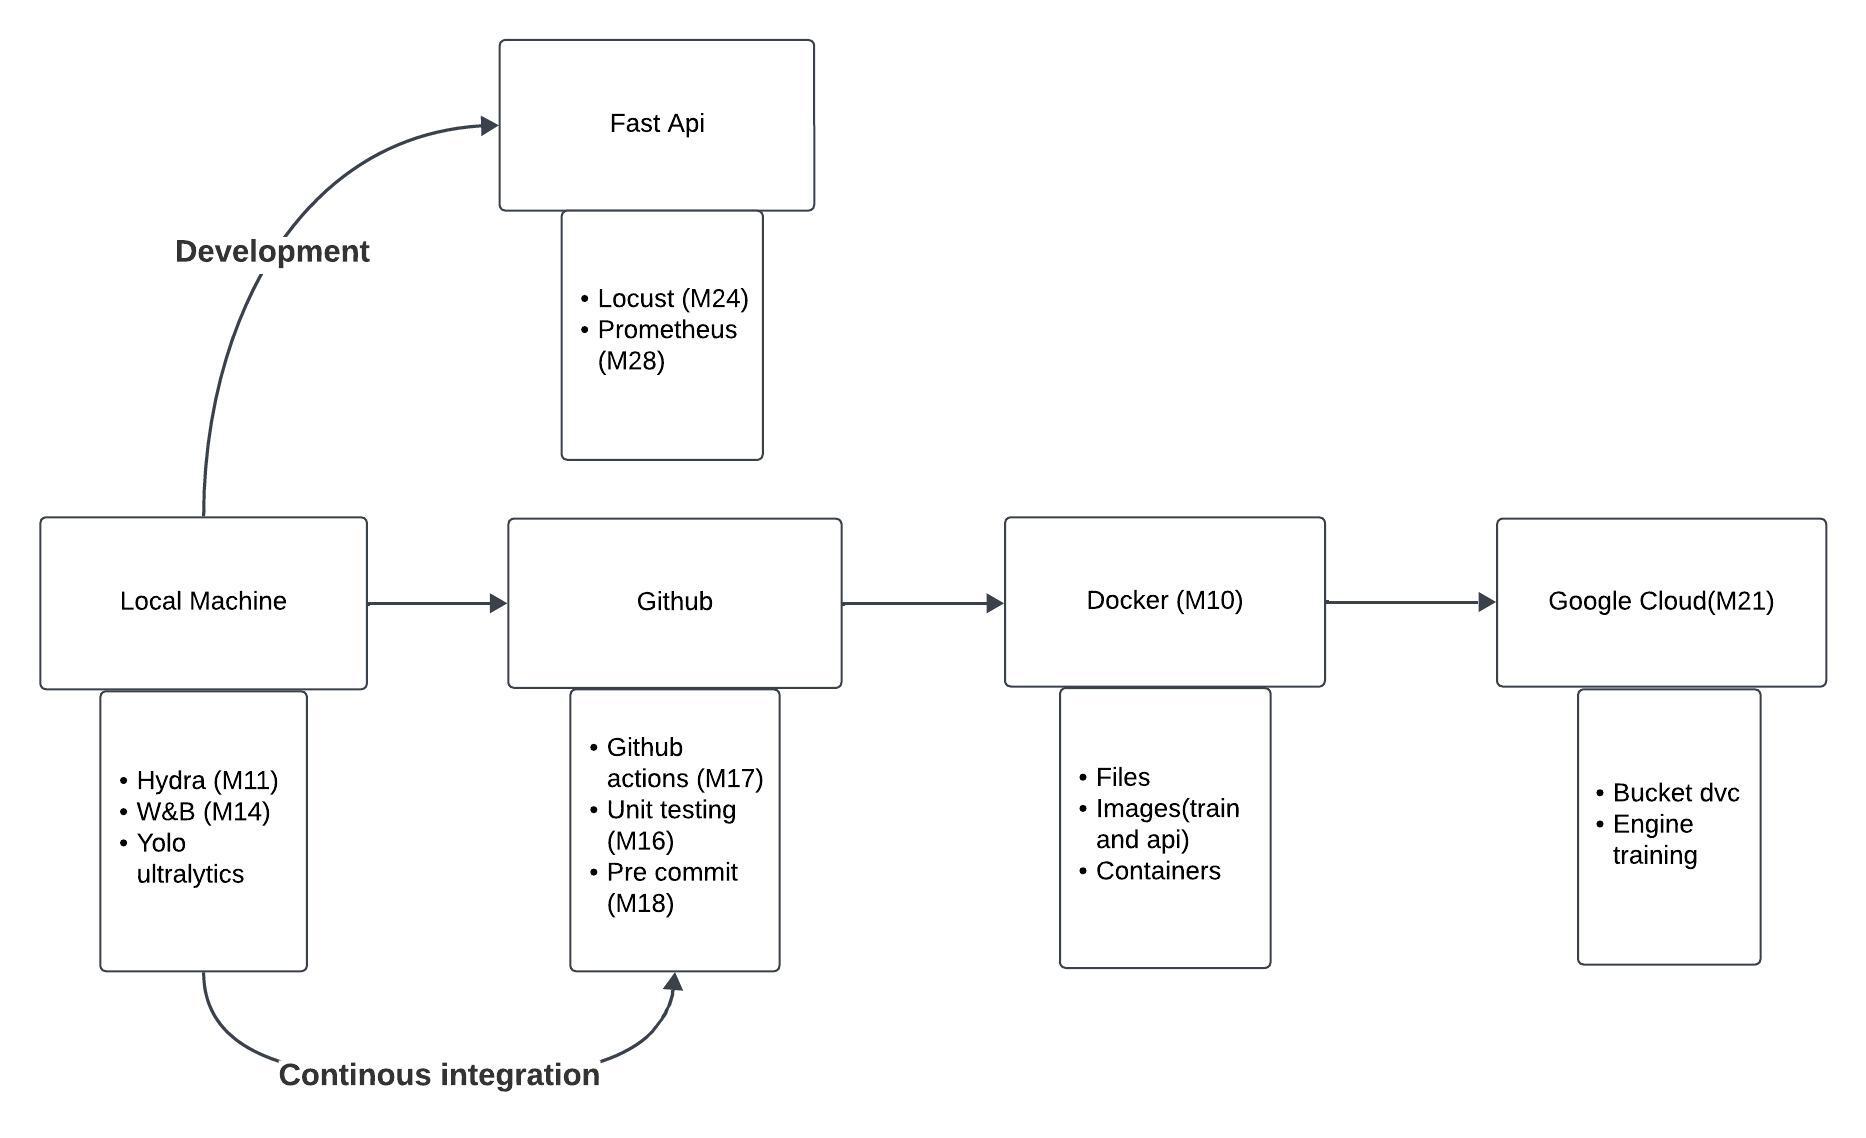 Fast Api
Development
• Locust (M24)
• Prometheus
(M28)
Local Machine
Github
Docker (M10)
Google Cloud(M21)
• Hydra (M11)
• W&B (M14)
• Yolo
ultralytics
• Github
actions (M17)
• Unit testing
(M16)
• Pre commit
(M18)
• Files
• Images(train
and api)
• Containers
• Bucket dvc
• Engine
training
Continous integration